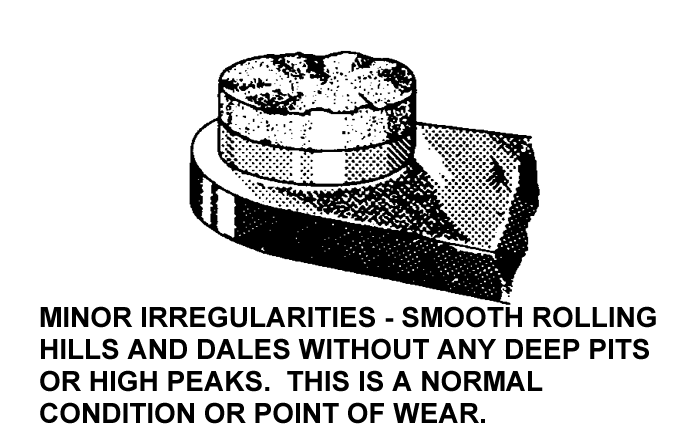 MINOR IRREGULARITIES - SMOOTH ROLLING
HILLS AND DALES WITHOUT ANY DEEP PITS
OR HIGH PEAKS.  THIS IS A NORMAL
CONDITION OR POINT OF WEAR.